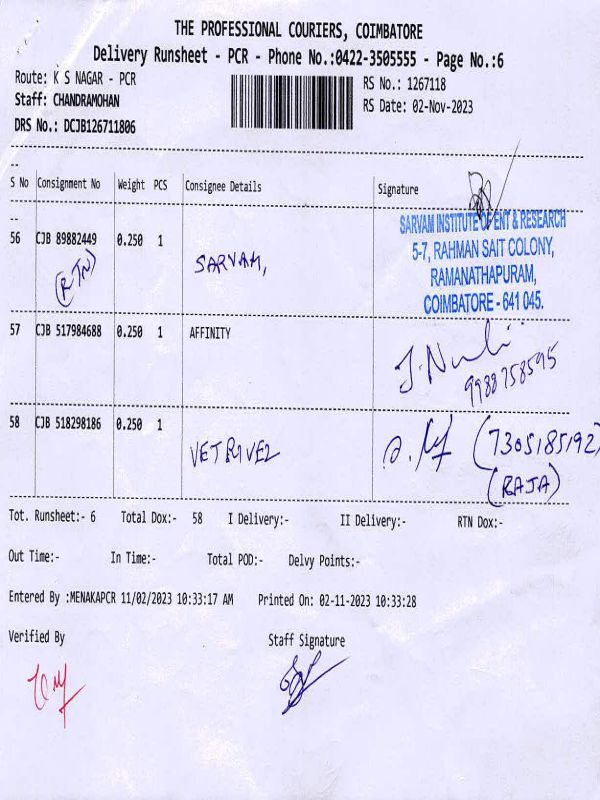 THE PROFESSIONAL COURIERS, COIMBATORE
Delivery Runsheet - PCR - Phone No.:0422-3505555 - Page No.:6
Route: K S NAGAR - PCR
RS No.: 1267118
Staff: CHANDRAMOHAN
RS Date: 02-Nov-2023
DRS No.: DCJB126711806
S No Consignment No Weight PCS Consignee Details Signature
56 CJB 89882449 0.250 1 SARVAM,
(RTN)
SARVAM INSTITUTE OF ENT & RESEARCH
5-7, RAHMAN SAIT COLONY,
RAMANATHAPURAM,
COIMBATORE - 641 045.
57 CJB 517984688 0.250 1 AFFINITY
9988758595
58 CJB 518298186 0.250 1 VETRIVEL
(7305185192)
(RAJA)
Tot. Runsheet:- 6 Total Dox:- 58 I Delivery:- II Delivery:- RTN Dox:-
Out Time:- In Time:- Total POD:- Delvy Points:-
Entered By :MENAKAPCR 11/02/2023 10:33:17 AM Printed On: 02-11-2023 10:33:28
Verified By Staff Signature